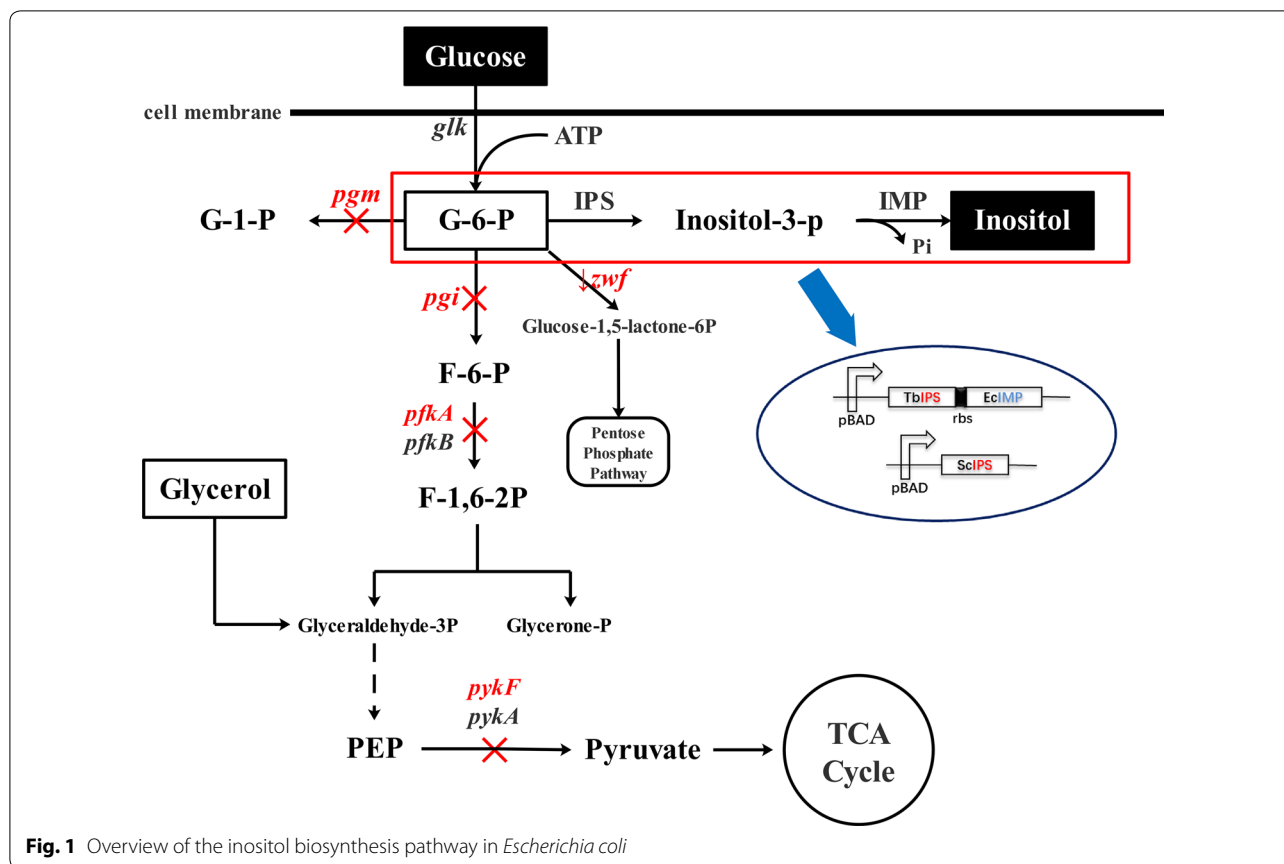 Glucose
cell membrane
glk
ATP
pgm
IPS
IMP
G-1-P
G-6-P
Inositol-3-p
Inositol
Pi
↓zwf
pgi
Glucose-1,5-lactone-6P
F-6-P
TbIPS
EcIMP
pBAD
rbs
pfkA
pfkB
Pentose
Phosphate
Pathway
ScIPS
pBAD
Glycerol
F-1,6-2P
Glyceraldehyde-3P
Glycerone-P
pykF
pykA
PEP
Pyruvate
TCA
Cycle
Fig. 1 Overview of the inositol biosynthesis pathway in Escherichia coli